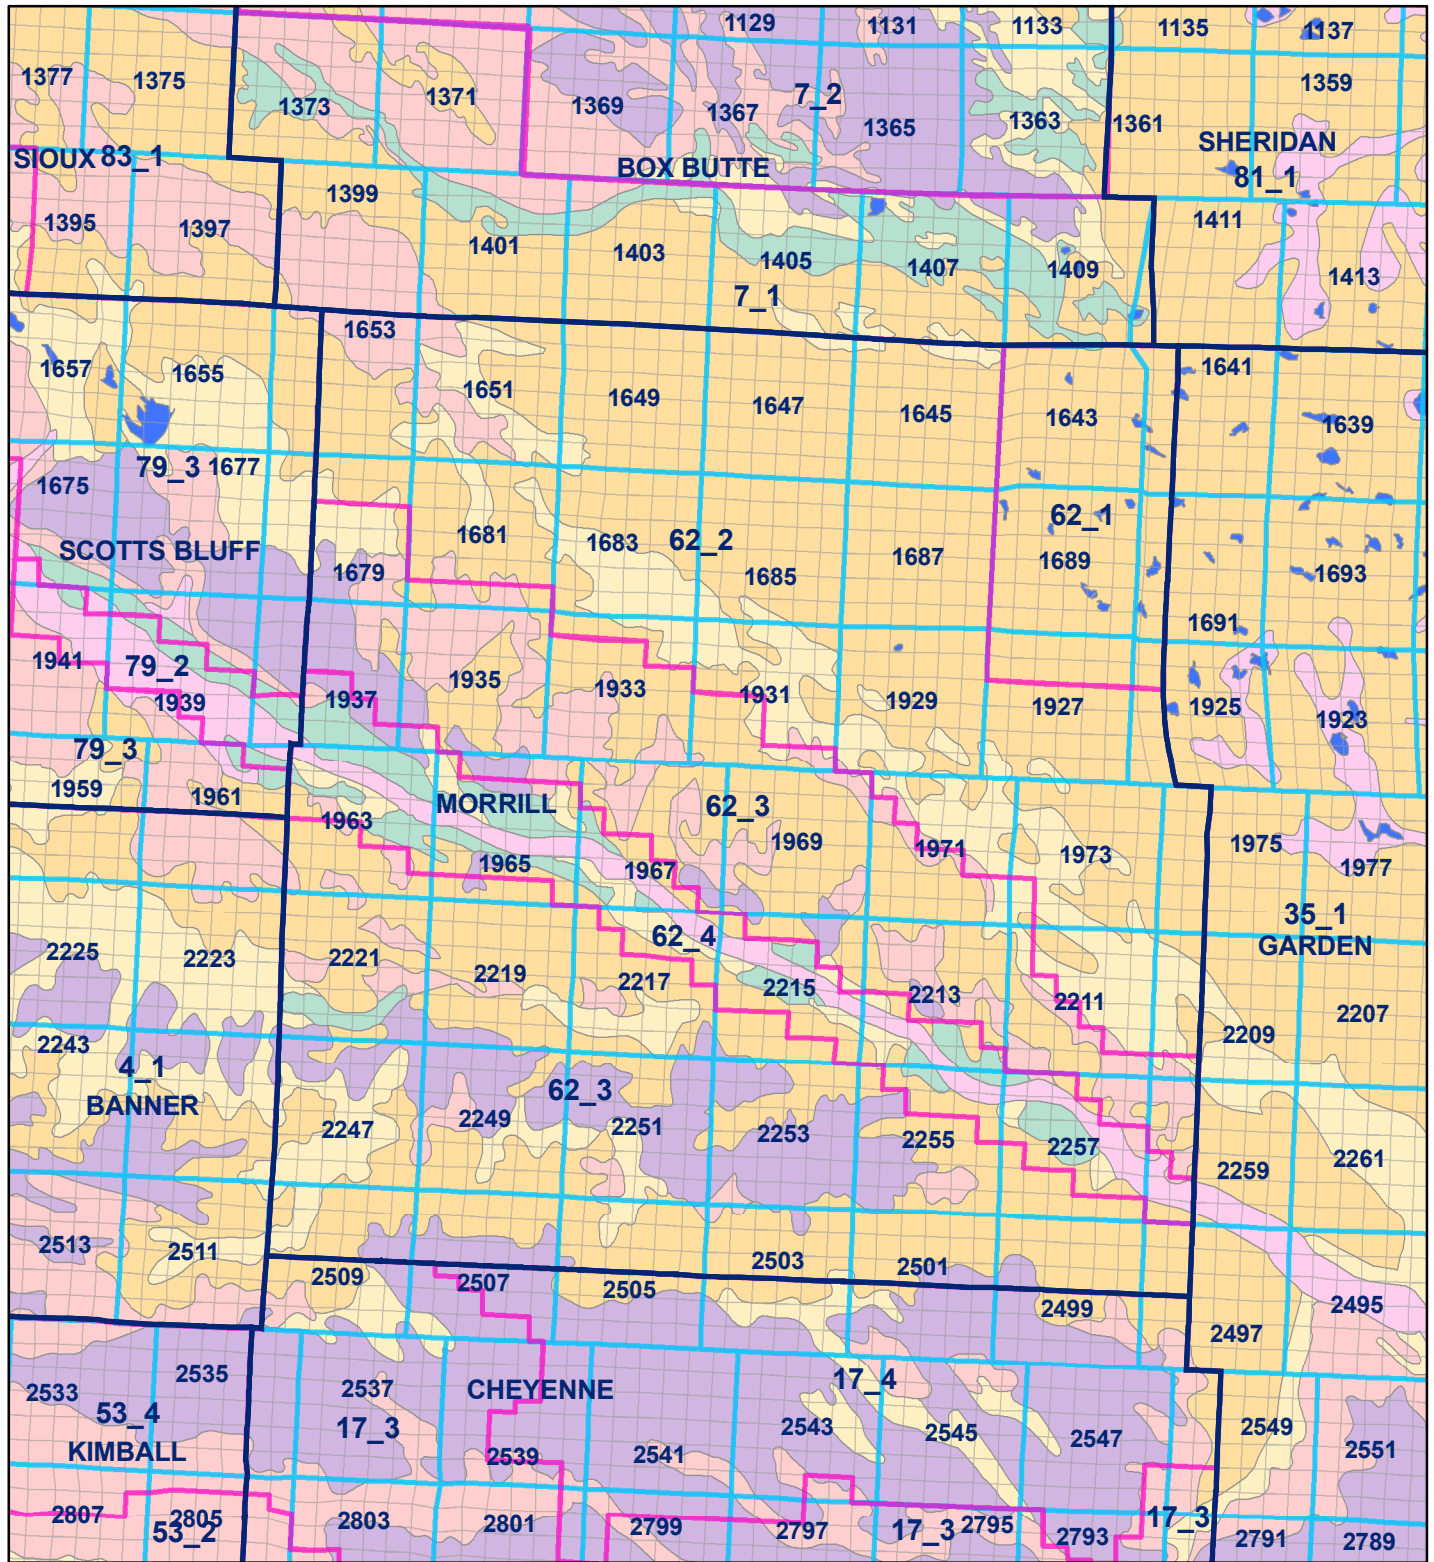 1129 1131 1133 1135 1137
1377 1375 1373 1371 1369 1367 7_2 1365 1363 1361 1359
SIOUX 83_1 BOX BUTTE SHERIDAN
81_1
1395 1397 1399 1401 1403 1405 1407 1409 1411 1413
7_1
1653 1641
1657 1655 1651 1649 1647 1645 1643 1639
79_3 1677
1675 62_1
SCOTTS BLUFF 1679 1681 1683 62_2 1685 1687 1689 1693
1691
1941 79_2 1939 1937 1935 1933 1931 1929 1927 1925 1923
79_3
1959 1961 1963 MORRILL 62_3
1965 1967 1969 1971 1973 1975 1977
35_1
GARDEN
2225 2223 2221 2219 2217 62_4 2215 2213 2211 2209 2207
2243 4_1
BANNER 62_3
2247 2249 2251 2253 2255 2257 2259 2261
2513 2511 2509 2507 2505 2503 2501 2499 2497 2495
2533 2535 2537 CHEYENNE 17_4
53_4 17_3
KIMBALL 2539 2541 2543 2545 2547 2549 2551
2807 2805 2803 2801 2799 2797 17_3 2795 2793 17_3 2791 2789
53_2